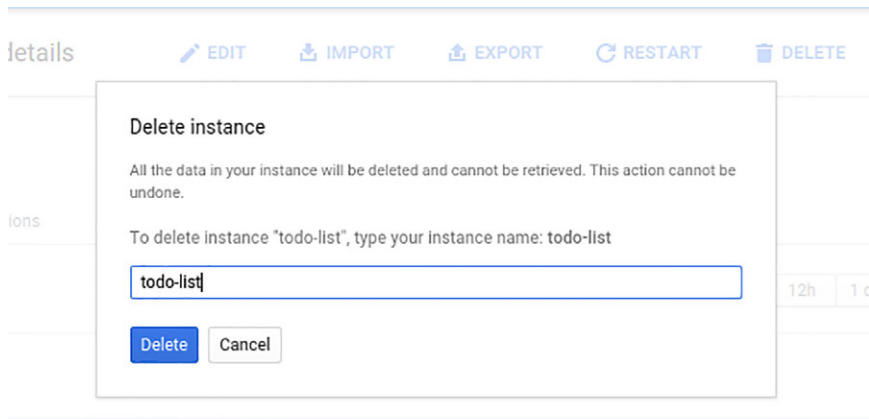 details EDIT IMPORT EXPORT RESTART DELETE
Delete instance
All the data in your instance will be deleted and cannot be retrieved. This action cannot be
undone.
To delete instance "todo-list", type your instance name: todo-list
todo-list
12h
Delete Cancel